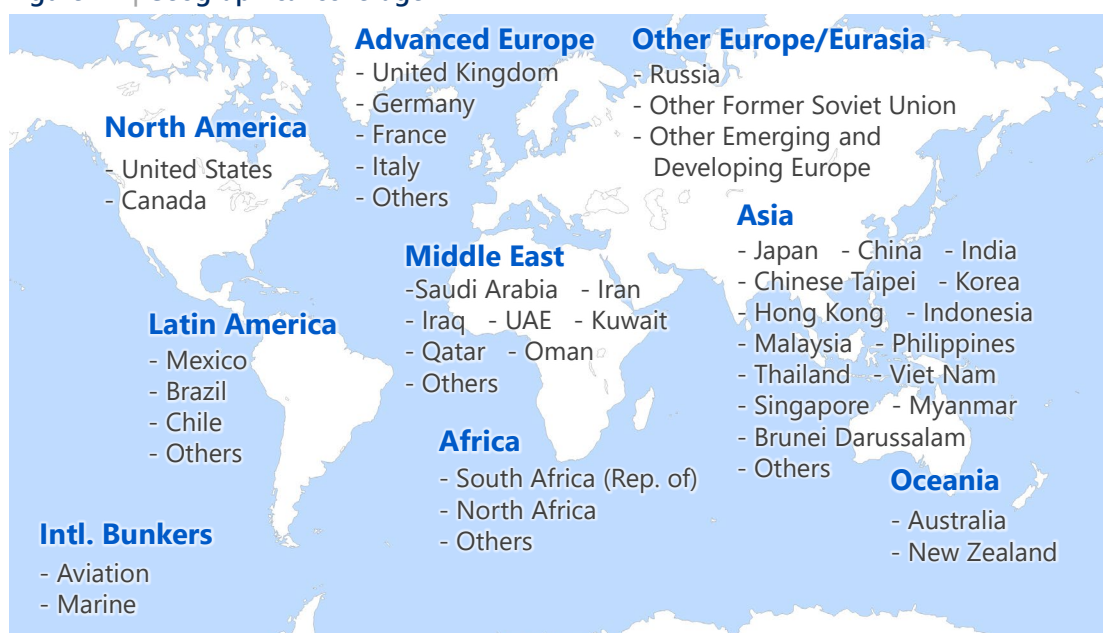 Advanced Europe
- United Kingdom
- Germany
- France
- Italy
- Others
Other Europe/Eurasia
- Russia
- Other Former Soviet Union
- Other Emerging and
Developing Europe
North America
- United States
- Canada
Asia
- Japan - China - India
- Chinese Taipei - Korea
- Hong Kong - Indonesia
- Malaysia - Philippines
- Thailand - Viet Nam
- Singapore - Myanmar
- Brunei Darussalam
- Others
Middle East
-Saudi Arabia - Iran
- Iraq - UAE - Kuwait
- Qatar - Oman
- Others
Latin America
- Mexico
- Brazil
- Chile
- Others
Africa
- South Africa (Rep. of)
- North Africa
- Others
Oceania
- Australia
- New Zealand
Intl. Bunkers
- Aviation
- Marine